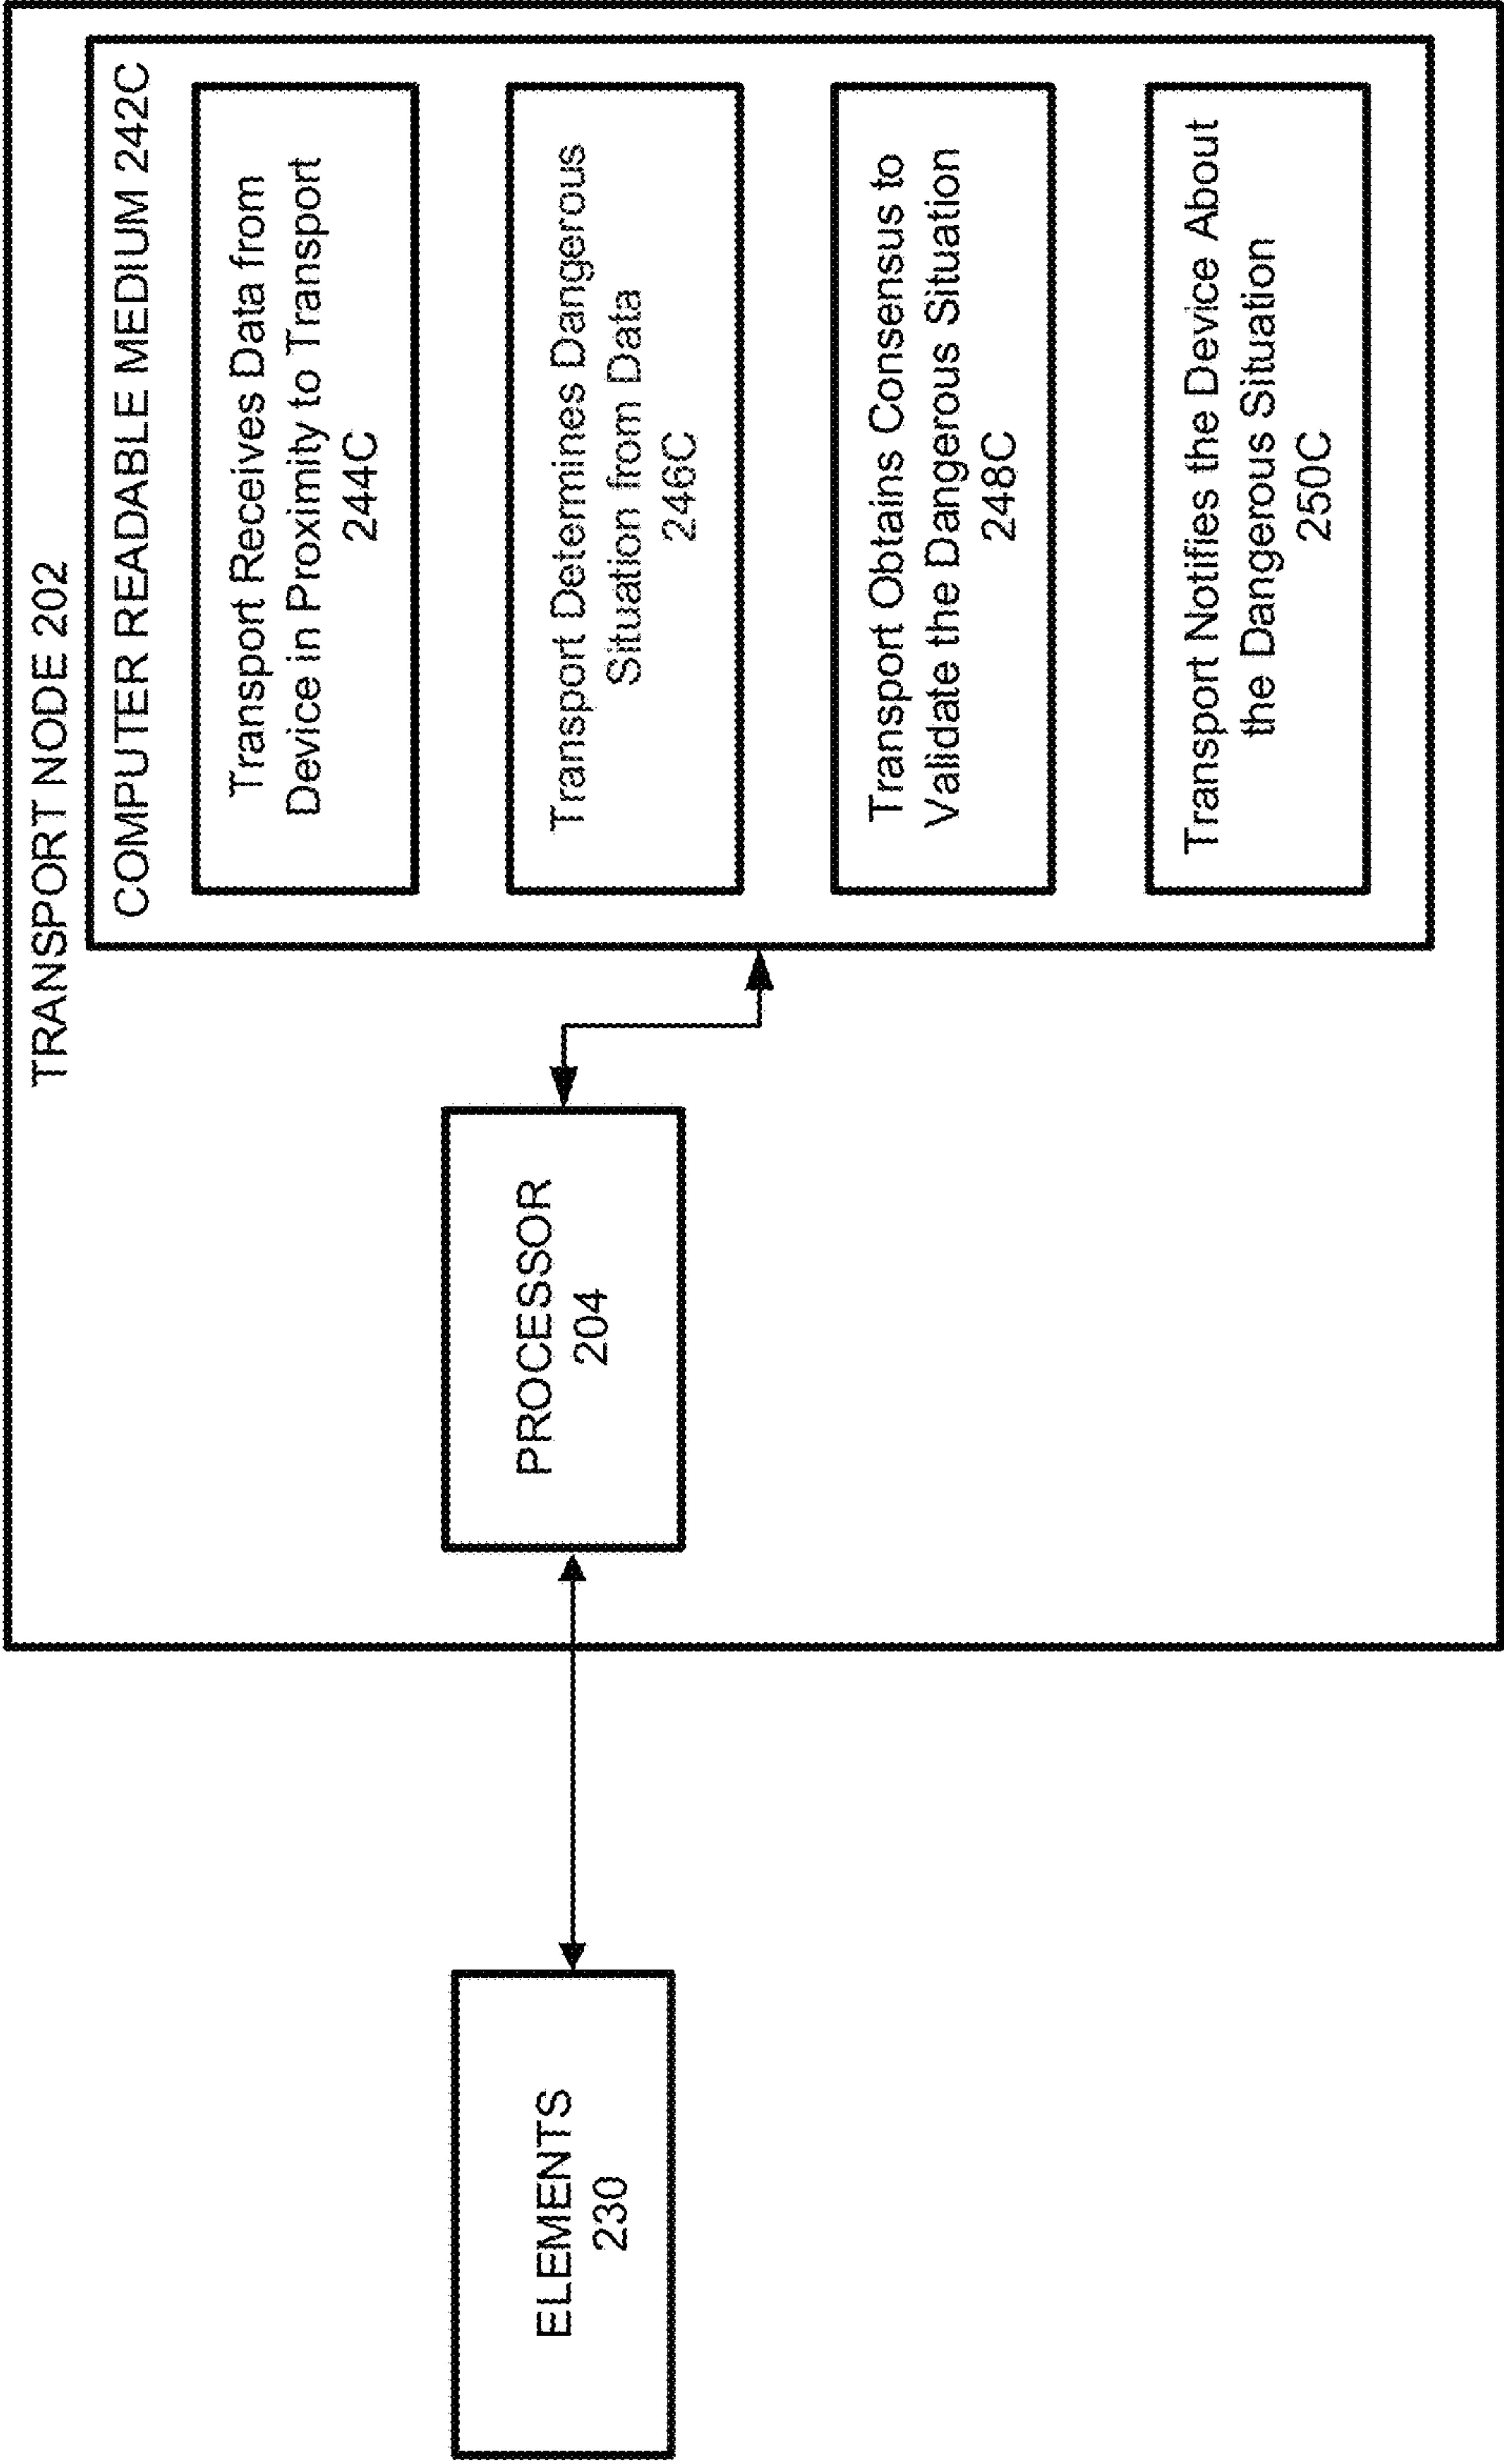 TRANSPORT NODE 202
COMPUTER READABLE MEDIUM 242C
Transport Receives Data from
Device in Proximity to Transport
244C
Transport Determines Dangerous
Situation from Data
246C
Transport Obtains Consensus to
Validate the Dangerous Situation
248C
Transport Notifies the Device About
the Dangerous Situation
250C
PROCESSOR
204
ELEMENTS
230